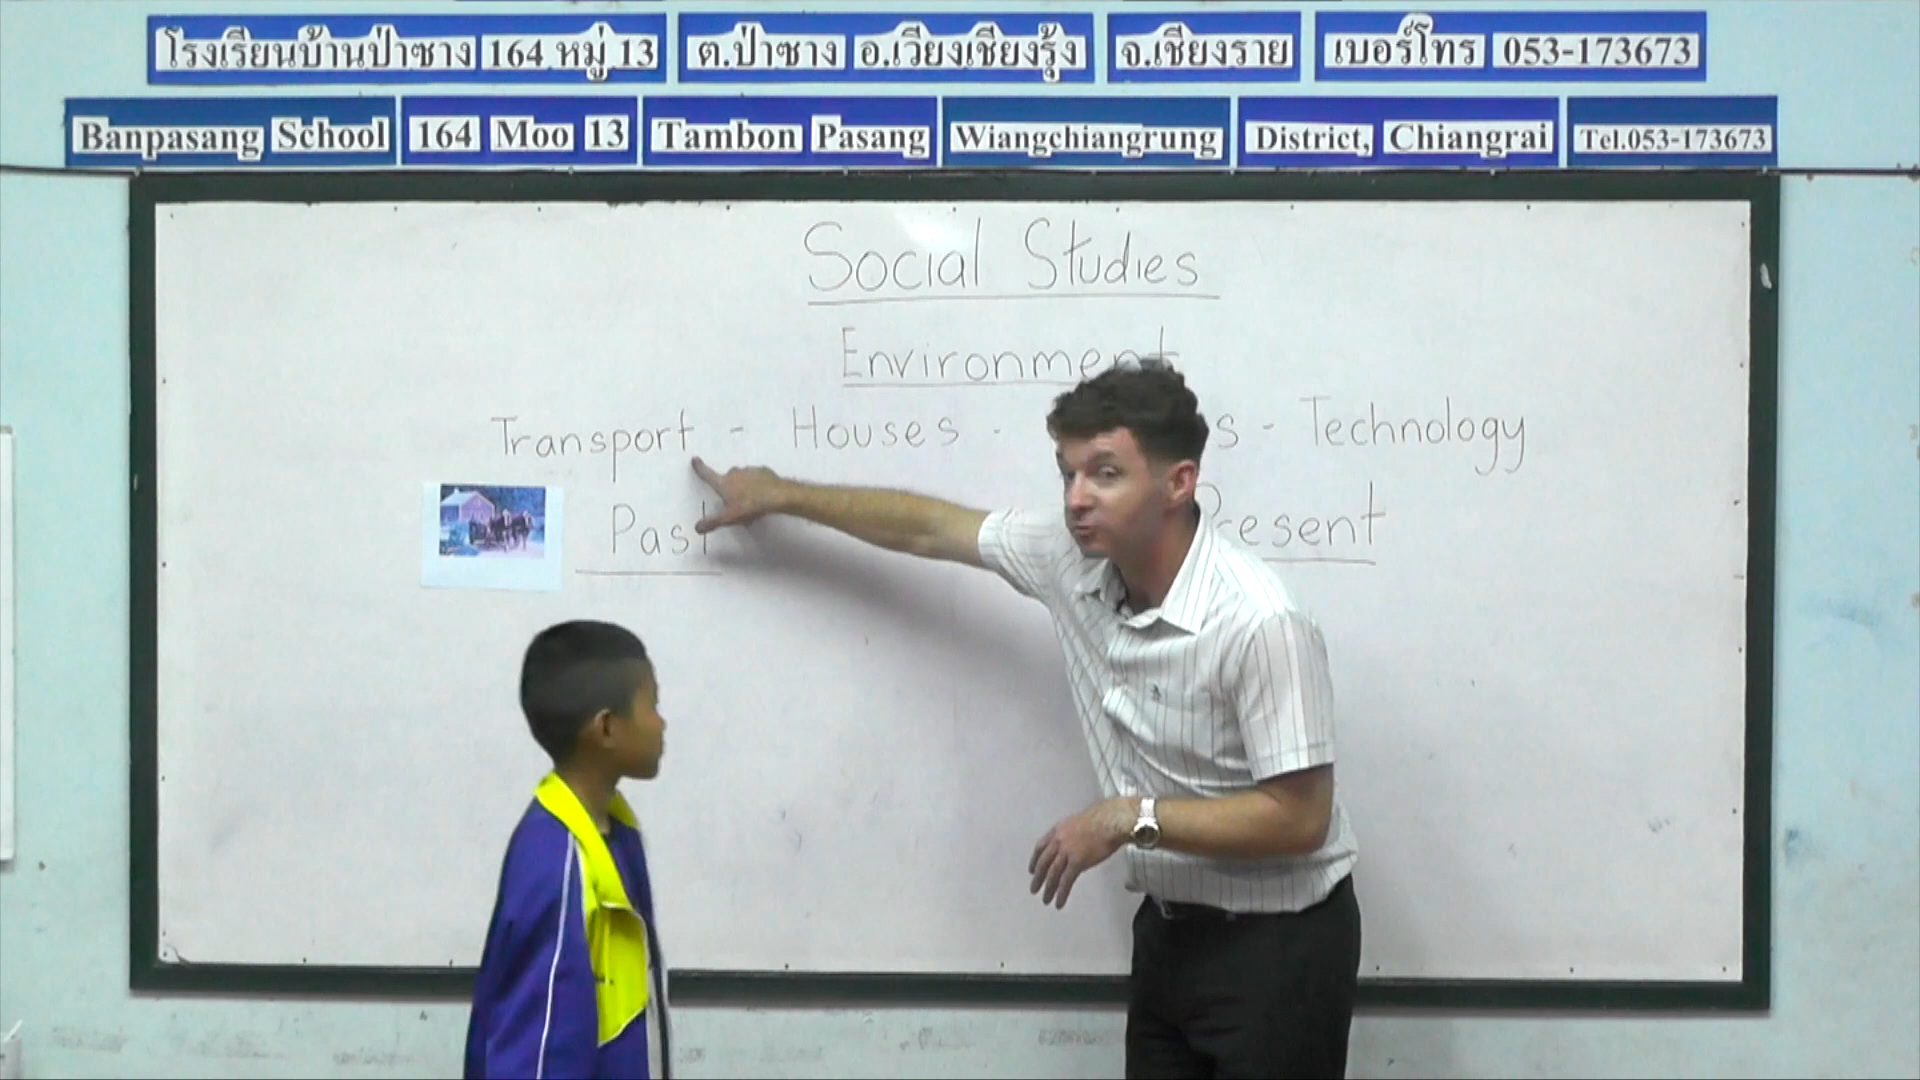 โรงเรียนบ้านป่าซาง 164 หมู่ 13 ต.ป่าซาง อ.เวียงเชียงรุ้ง จ.เชียงราย เบอร์โทร 053-173673
Banpasang School 164 Moo 13 Tambon Pasang Wiangchiangrung District, Chiangrai Tel.053-173673
Social Studies
Environment
Transport - Houses - - Technology
Past Present